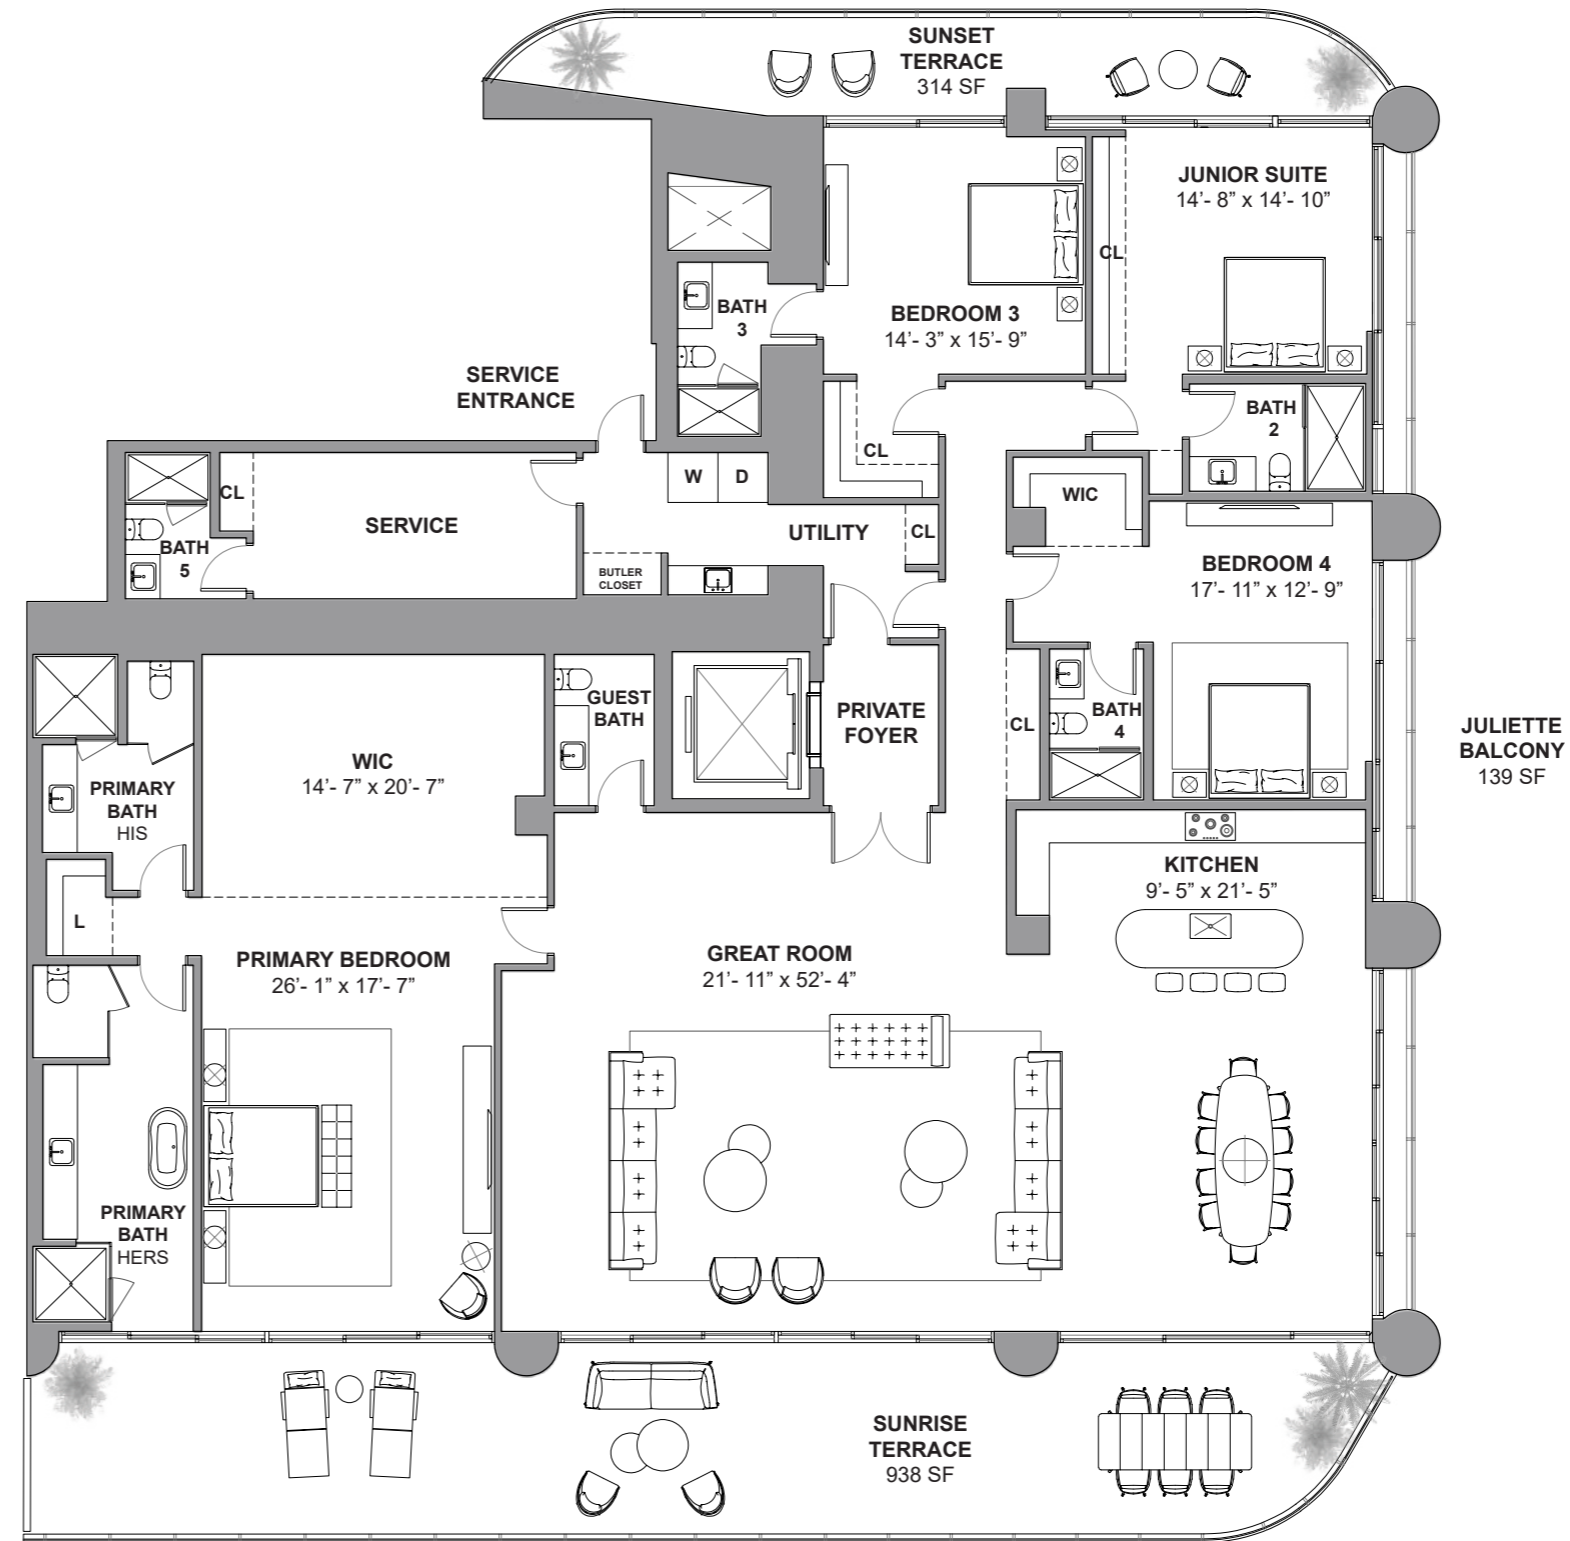 SUNSET
TERRACE
314 SF
JUNIOR SUITE
14’- 8” x 14’- 10”
CL
BATH
3
BEDROOM 3
14’- 3” x 15’- 9”
SERVICE
ENTRANCE
BATH
2
CL
W
D
WIC
CL
SERVICE
UTILITY
CL
BATH
5
BUTLER
CLOSET
BEDROOM 4
17’- 11” x 12’- 9”
GUEST
BATH
PRIVATE
FOYER
CL
BATH
4
JULIETTE
BALCONY
139 SF
WIC
14’- 7” x 20’- 7”
PRIMARY
BATH
HIS
KITCHEN
9’- 5” x 21’- 5”
L
PRIMARY BEDROOM
26’- 1” x 17’- 7”
GREAT ROOM
21’- 11” x 52’- 4”
PRIMARY
BATH
HERS
SUNRISE
TERRACE
938 SF